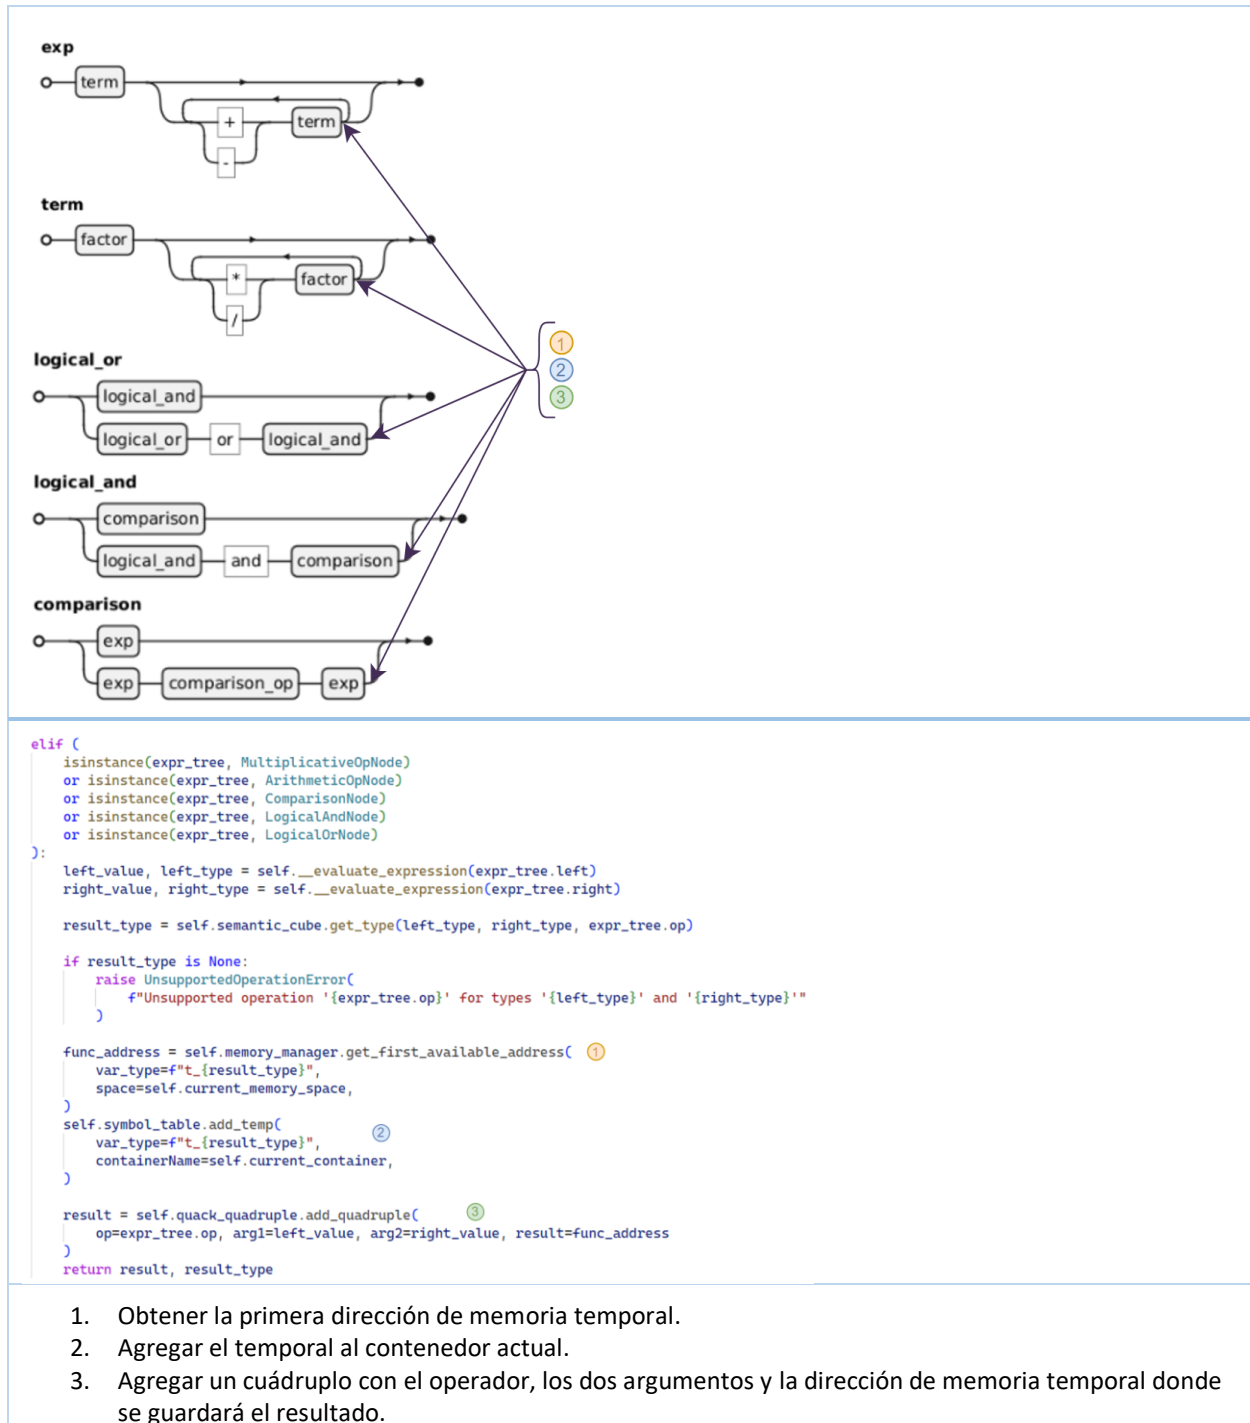 exp
term
+ term
-
term
factor
* factor
/
1
2
3
logical_or
logical_and
logical_or or logical_and
logical_and
comparison
logical_and and comparison
comparison
exp
exp comparison_op exp
elif (
isinstance(expr_tree, MultiplicativeOpNode)
or isinstance(expr_tree, ArithmeticOpNode)
or isinstance(expr_tree, ComparisonNode)
or isinstance(expr_tree, LogicalAndNode)
or isinstance(expr_tree, LogicalOrNode)
):
left_value, left_type = self.__evaluate_expression(expr_tree.left)
right_value, right_type = self.__evaluate_expression(expr_tree.right)
result_type = self.semantic_cube.get_type(left_type, right_type, expr_tree.op)
if result_type is None:
raise UnsupportedOperationError(
f"Unsupported operation '{expr_tree.op}' for types '{left_type}' and '{right_type}'"
)
func_address = self.memory_manager.get_first_available_address( 1
var_type=f"t_{result_type}",
space=self.current_memory_space,
)
self.symbol_table.add_temp(
var_type=f"t_{result_type}", 2
containerName=self.current_container,
)
result = self.quack_quadruple.add_quadruple( 3
op=expr_tree.op, arg1=left_value, arg2=right_value, result=func_address
)
return result, result_type
1. Obtener la primera dirección de memoria temporal.
2. Agregar el temporal al contenedor actual.
3. Agregar un cuádruplo con el operador, los dos argumentos y la dirección de memoria temporal donde
se guardará el resultado.